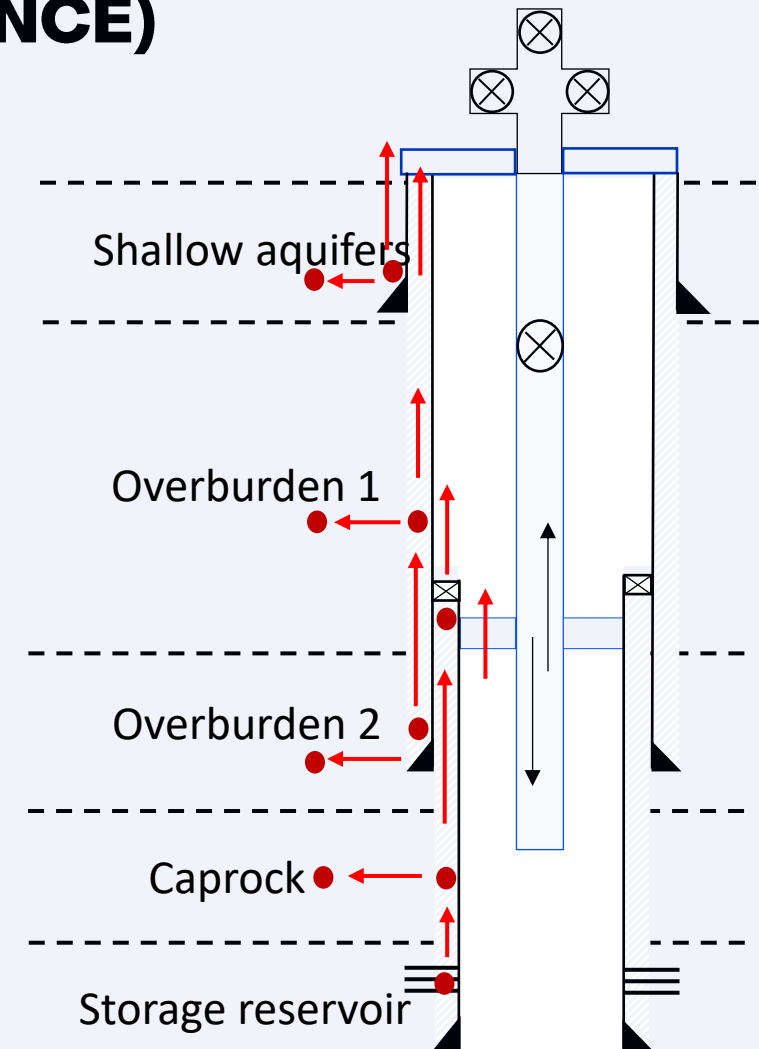 NCE)
Shallow aquifers
Overburden 1
Overburden 2
Caprock
Storage reservoir